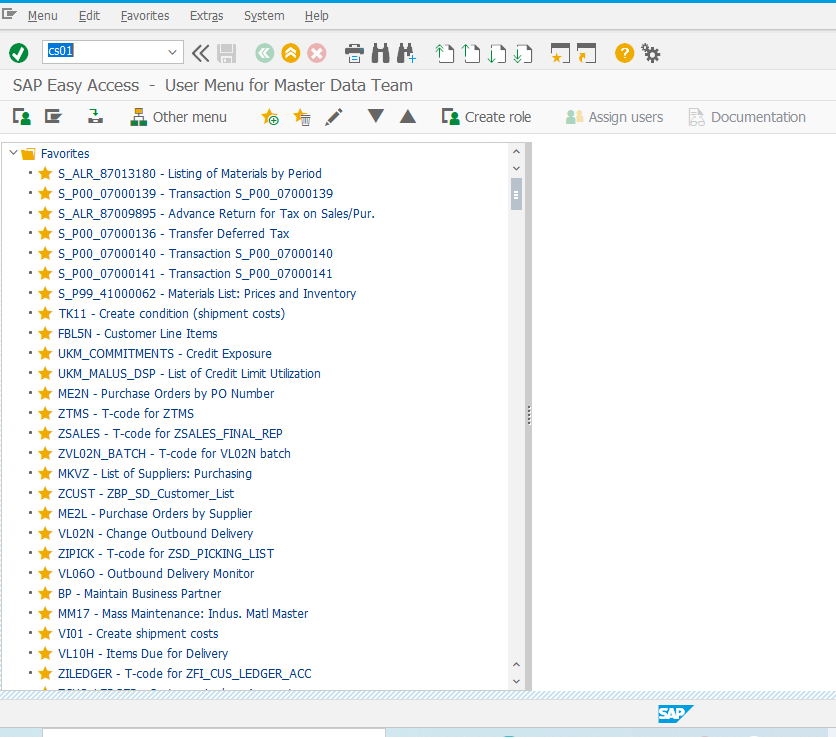 Menu Edit Favorites Extras System Help
cs01
SAP Easy Access - User Menu for Master Data Team
Other menu Create role Assign users Documentation
Favorites
S_ALR_87013180 - Listing of Materials by Period
S_P00_07000139 - Transaction S_P00_07000139
S_ALR_87009895 - Advance Return for Tax on Sales/Pur.
S_P00_07000136 - Transfer Deferred Tax
S_P00_07000140 - Transaction S_P00_07000140
S_P00_07000141 - Transaction S_P00_07000141
S_P99_41000062 - Materials List: Prices and Inventory
TK11 - Create condition (shipment costs)
FBL5N - Customer Line Items
UKM_COMMITMENTS - Credit Exposure
UKM_MALUS_DSP - List of Credit Limit Utilization
ME2N - Purchase Orders by PO Number
ZTMS - T-code for ZTMS
ZSALES - T-code for ZSALES_FINAL_REP
ZVL02N_BATCH - T-code for VL02N batch
MKVZ - List of Suppliers: Purchasing
ZCUST - ZBP_SD_Customer_List
ME2L - Purchase Orders by Supplier
VL02N - Change Outbound Delivery
ZIPICK - T-code for ZSD_PICKING_LIST
VL06O - Outbound Delivery Monitor
BP - Maintain Business Partner
MM17 - Mass Maintenance: Indus. Matl Master
VI01 - Create shipment costs
VL10H - Items Due for Delivery
ZILEDGER - T-code for ZFI_CUS_LEDGER_ACC
SAP